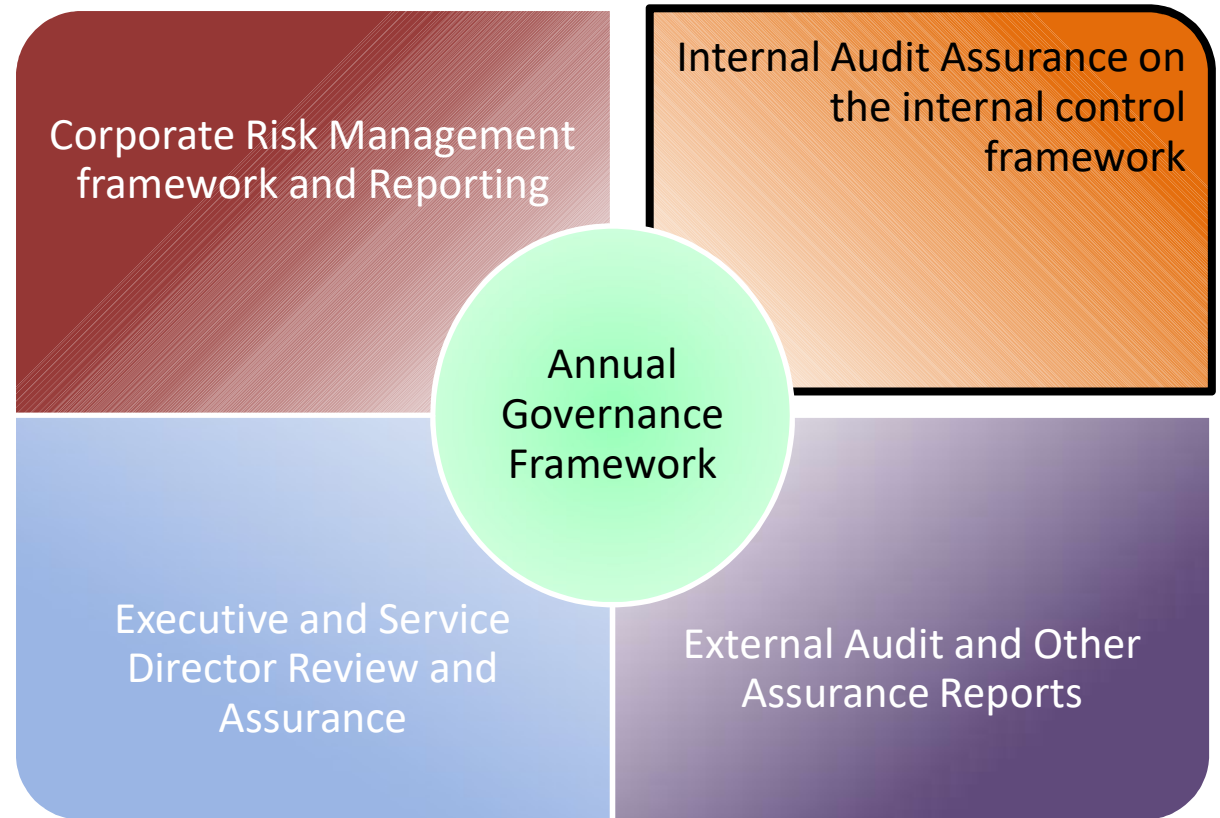 Corporate Risk Management
framework and Reporting
Internal Audit Assurance on
the internal control
framework
Annual
Governance
Framework
Executive and Service
Director Review and
Assurance
External Audit and Other
Assurance Reports